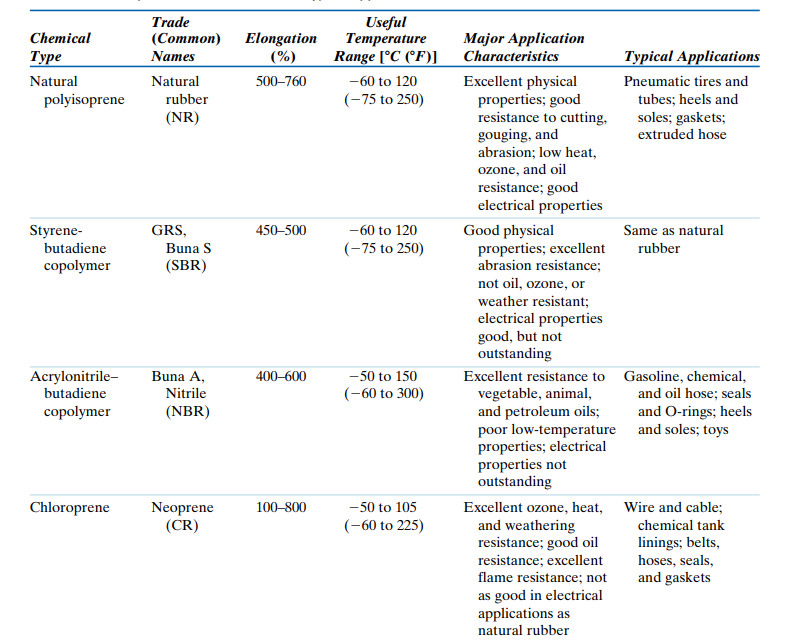 Chemical Type
Trade (Common) Names
Elongation (%)
Useful Temperature Range [°C (°F)]
Major Application Characteristics
Typical Applications
Natural
polyisoprene
Natural
rubber
(NR)
500–760
−60 to 120
(−75 to 250)
Excellent physical
properties; good
resistance to cutting,
gouging, and
abrasion; low heat,
ozone, and oil
resistance; good
electrical properties
Pneumatic tires and
tubes; heels and
soles; gaskets;
extruded hose
Styrene-
butadiene
copolymer
GRS,
Buna S
(SBR)
450–500
−60 to 120
(−75 to 250)
Good physical
properties; excellent
abrasion resistance;
not oil, ozone, or
weather resistant;
electrical properties
good, but not
outstanding
Same as natural
rubber
Acrylonitrile–
butadiene
copolymer
Buna A,
Nitrile
(NBR)
400–600
−50 to 150
(−60 to 300)
Excellent resistance to
vegetable, animal,
and petroleum oils;
poor low-temperature
properties; electrical
properties not
outstanding
Gasoline, chemical,
and oil hose; seals
and O-rings; heels
and soles; toys
Chloroprene
Neoprene
(CR)
100–800
−50 to 105
(−60 to 225)
Excellent ozone, heat,
and weathering
resistance; good oil
resistance; excellent
flame resistance; not
as good in electrical
applications as
natural rubber
Wire and cable;
chemical tank
linings; belts,
hoses, seals,
and gaskets